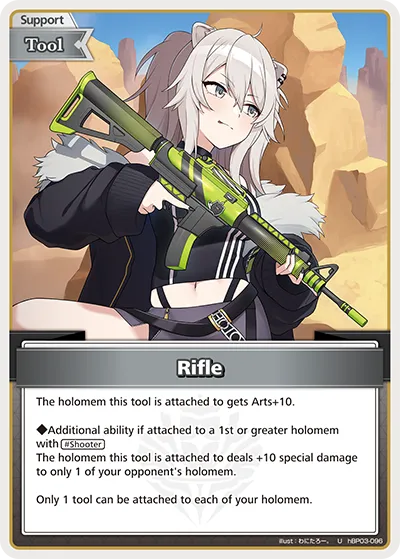 Support
Tool
HOLO
Rifle
The holomem this tool is attached to gets Arts+10.
◆Additional ability if attached to a 1st or greater holomem
with #Shooter
The holomem this tool is attached to deals +10 special damage
to only 1 of your opponent's holomem.
Only 1 tool can be attached to each of your holomem.
illust：わにたろー。 U hBP03-096